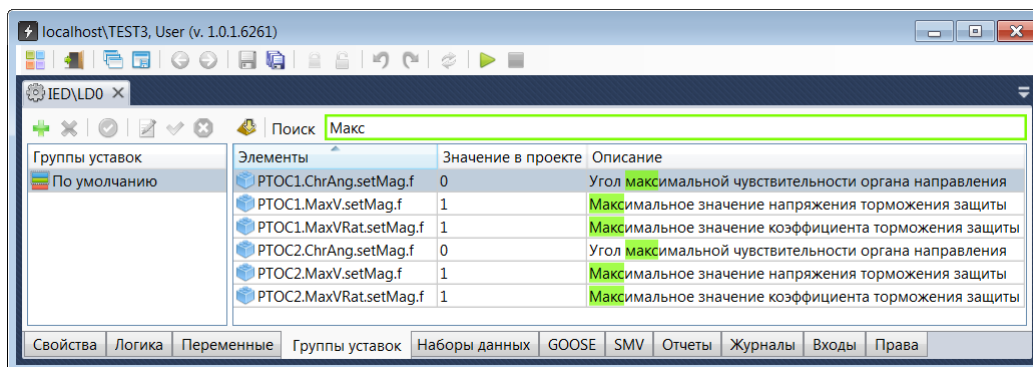 localhost\TEST3, User (v. 1.0.1.6261)
IED\LD0
Поиск Макс
Группы уставок Элементы Значение в проекте Описание
По умолчанию PTOC1.ChrAng.setMag.f 0 Угол максимальной чувствительности органа направления
PTOC1.MaxV.setMag.f 1 Максимальное значение напряжения торможения защиты
PTOC1.MaxVRat.setMag.f 1 Максимальное значение коэффициента торможения защиты
PTOC2.ChrAng.setMag.f 0 Угол максимальной чувствительности органа направления
PTOC2.MaxV.setMag.f 1 Максимальное значение напряжения торможения защиты
PTOC2.MaxVRat.setMag.f 1 Максимальное значение коэффициента торможения защиты
Свойства Логика Переменные Группы уставок Наборы данных GOOSE SMV Отчеты Журналы Входы Права